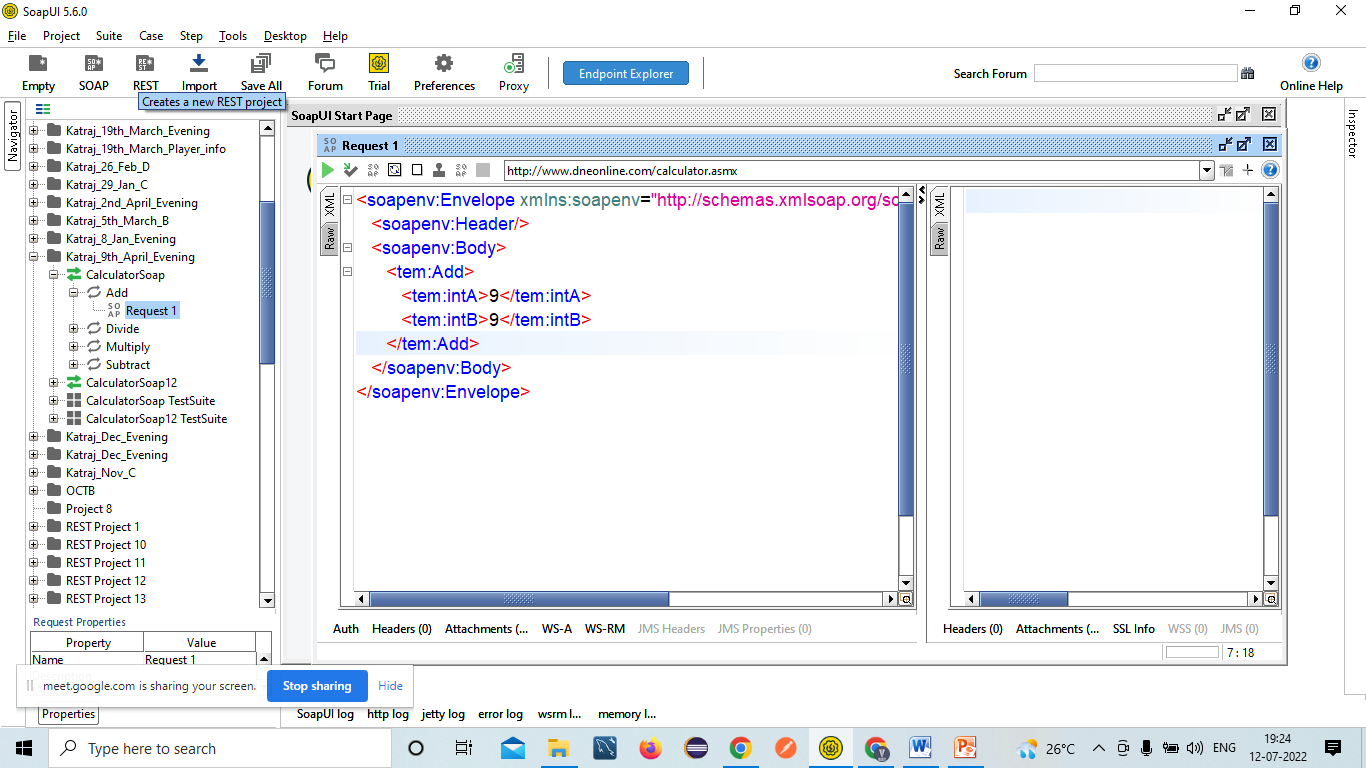 SoapUI 5.6.0
File Project Suite Case Step Tools Desktop Help
Empty SOAP REST Import Save All Forum Trial Preferences Proxy Endpoint Explorer Search Forum Online Help
Creates a new REST project
Navigator
Inspector
SoapUI Start Page
Katraj_19th_March_Evening
Katraj_19th_March_Player_info
Katraj_26_Feb_D
Katraj_29_Jan_C
Katraj_2nd_April_Evening
Katraj_5th_March_B
Katraj_8_Jan_Evening
Katraj_9th_April_Evening
CalculatorSoap
Add
Request 1
Divide
Multiply
Subtract
CalculatorSoap12
CalculatorSoap TestSuite
CalculatorSoap12 TestSuite
Katraj_Dec_Evening
Katraj_Dec_Evening
Katraj_Nov_C
OCTB
Project 8
REST Project 1
REST Project 10
REST Project 11
REST Project 12
REST Project 13
Request Properties
Property Value
Name Request 1
Properties
Request 1
http://www.dneonline.com/calculator.asmx
XML
Raw
<soapenv:Envelope xmlns:soapenv="http://schemas.xmlsoap.org/so
<soapenv:Header/>
<soapenv:Body>
<tem:Add>
<tem:intA>9</tem:intA>
<tem:intB>9</tem:intB>
</tem:Add>
</soapenv:Body>
</soapenv:Envelope>
XML
Raw
Auth Headers (0) Attachments (... WS-A WS-RM JMS Headers JMS Properties (0)
Headers (0) Attachments (... SSL Info WSS (0) JMS (0)
7 : 18
meet.google.com is sharing your screen. Stop sharing Hide
SoapUI log http log jetty log error log wsrm l... memory l...
Type here to search
26°C ENG
19:24
12-07-2022